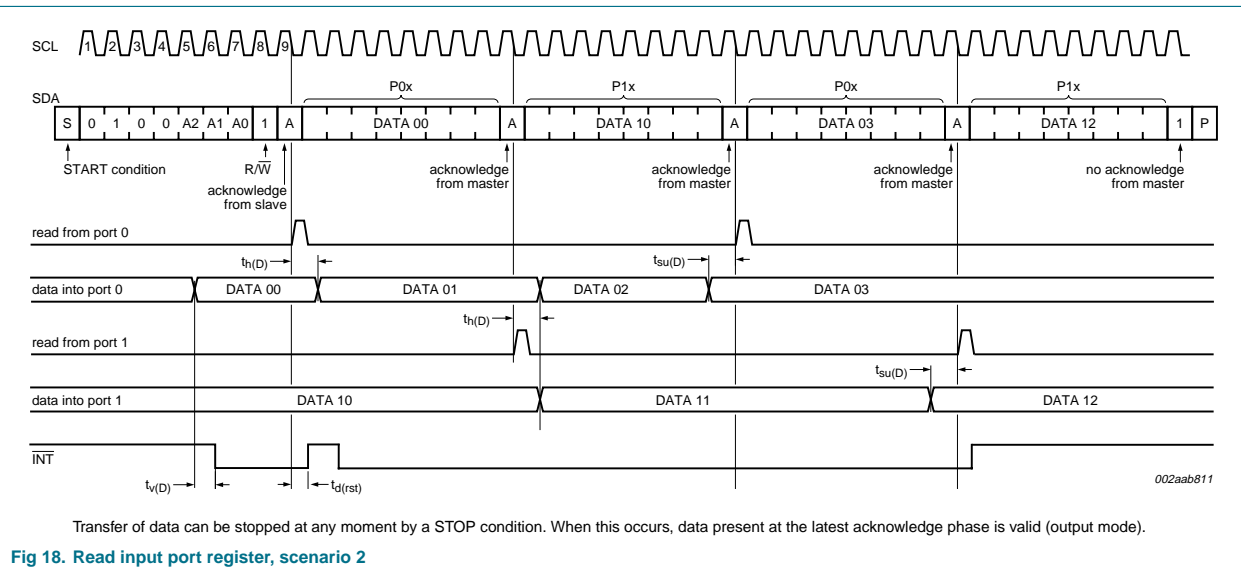 SCL 1 2 3 4 5 6 7 8 9
P0x P1x P0x P1x
SDA
S 0 1 0 0 A2 A1 A0 1 A DATA 00 A DATA 10 A DATA 03 A DATA 12 1 P
START condition R/W acknowledge from slave acknowledge from master acknowledge from master acknowledge from master no acknowledge from master
read from port 0
th(D) tsu(D)
data into port 0 DATA 00 DATA 01 DATA 02 DATA 03
th(D)
read from port 1
tsu(D)
data into port 1 DATA 10 DATA 11 DATA 12
INT
tv(D) td(rst) 002aab811
Transfer of data can be stopped at any moment by a STOP condition. When this occurs, data present at the latest acknowledge phase is valid (output mode).
Fig 18. Read input port register, scenario 2